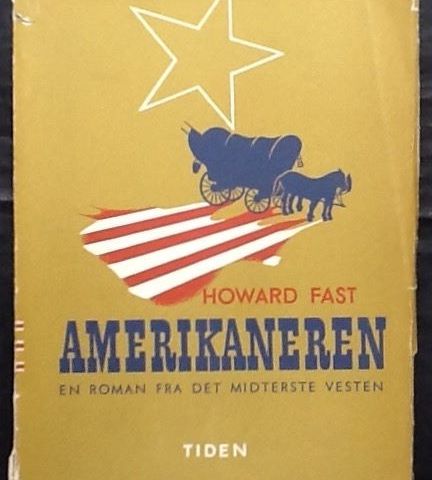 HOWARD FAST
AMERIKANEREN
EN ROMAN FRA DET MIDTERSTE VESTEN
TIDEN